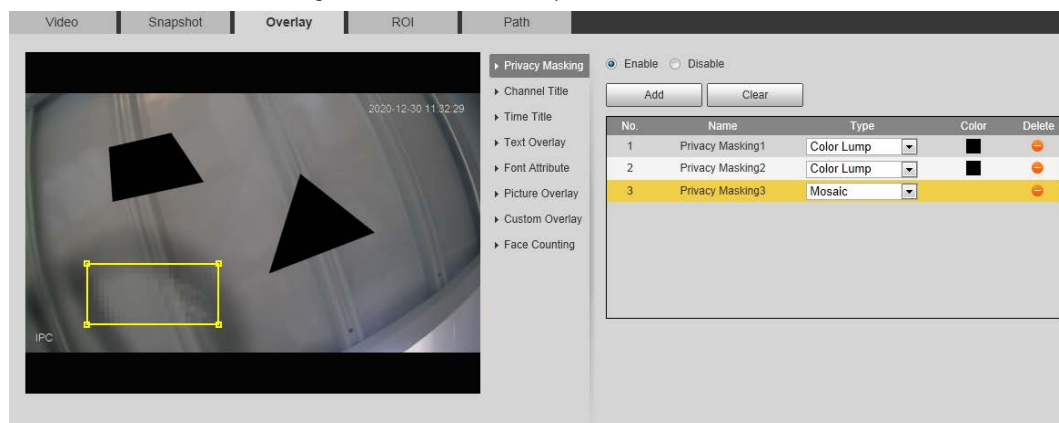 Video Snapshot Overlay ROI Path
2020-12-30 11:32:29
IPC
Privacy Masking
Channel Title
Time Title
Text Overlay
Font Attribute
Picture Overlay
Custom Overlay
Face Counting
Enable Disable
Add Clear
No. Name Type Color Delete
1 Privacy Masking1 Color Lump
2 Privacy Masking2 Color Lump
3 Privacy Masking3 Mosaic